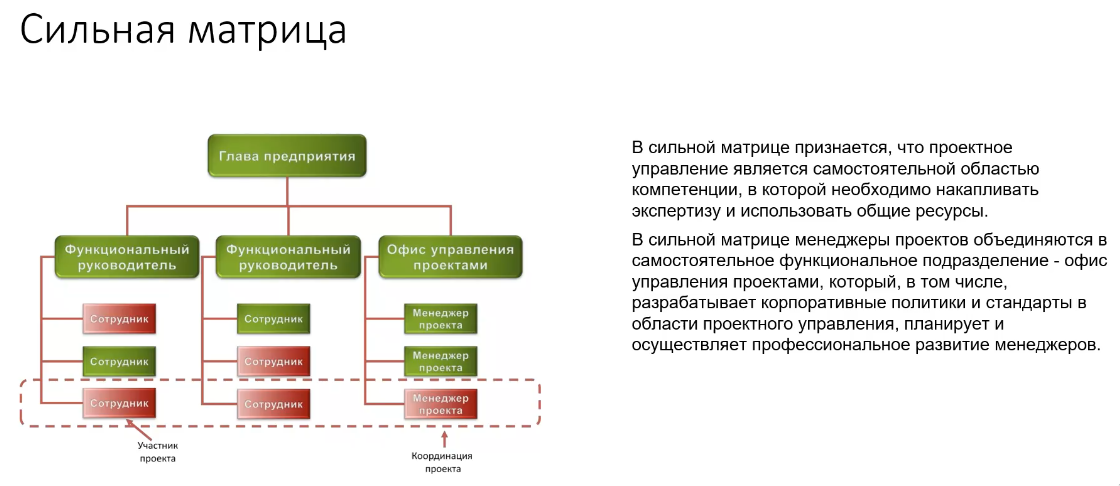 Сильная матрица
Глава предприятия
Функциональный
руководитель
Функциональный
руководитель
Офис управления
проектами
Сотрудник
Сотрудник
Менеджер
проекта
Сотрудник
Сотрудник
Менеджер
проекта
Сотрудник
Сотрудник
Менеджер
проекта
Участник
проекта
Координация
проекта
В сильной матрице признается, что проектное
управление является самостоятельной областью
компетенции, в которой необходимо накапливать
экспертизу и использовать общие ресурсы.
В сильной матрице менеджеры проектов объединяются в
самостоятельное функциональное подразделение - офис
управления проектами, который, в том числе,
разрабатывает корпоративные политики и стандарты в
области проектного управления, планирует и
осуществляет профессиональное развитие менеджеров.